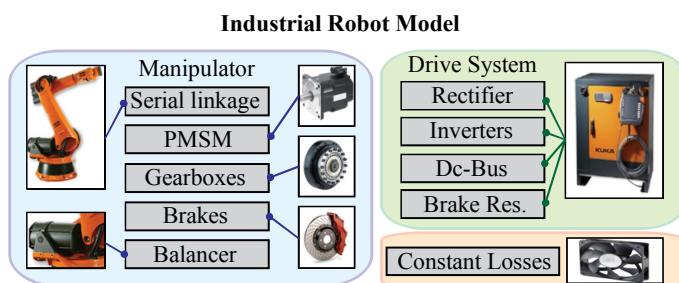 Industrial Robot Model
Manipulator
Serial linkage
PMSM
Gearboxes
Brakes
Balancer
Drive System
Rectifier
Inverters
Dc-Bus
Brake Res.
KUKA
Constant Losses